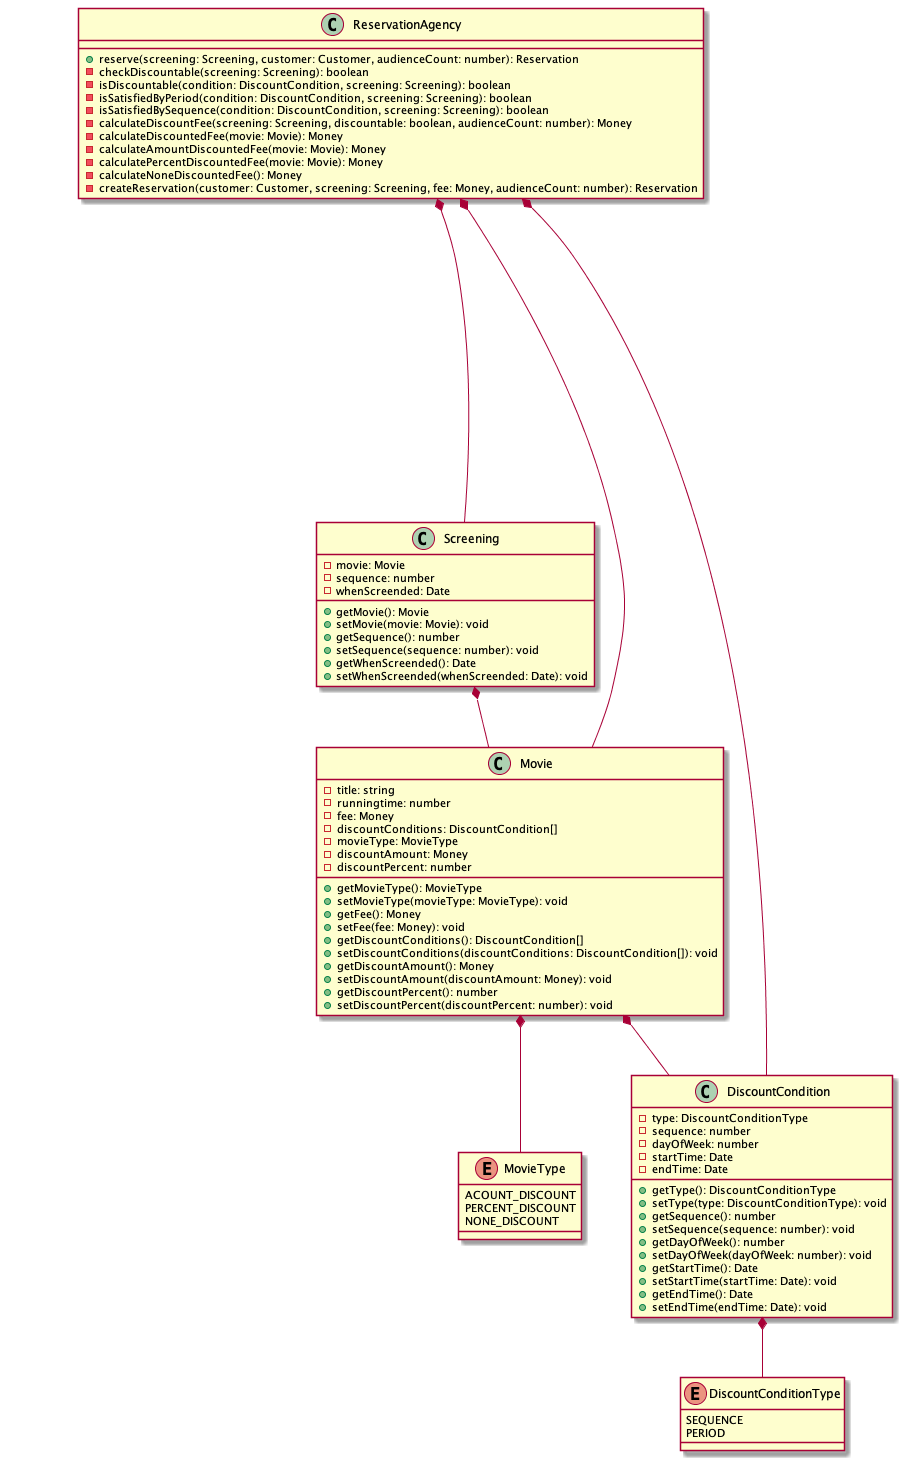 C ReservationAgency
reserve(screening: Screening, customer: Customer, audienceCount: number): Reservation
checkDiscountable(screening: Screening): boolean
isDiscountable(condition: DiscountCondition, screening: Screening): boolean
isSatisfiedByPeriod(condition: DiscountCondition, screening: Screening): boolean
isSatisfiedBySequence(condition: DiscountCondition, screening: Screening): boolean
calculateDiscountFee(screening: Screening, discountable: boolean, audienceCount: number): Money
calculateDiscountedFee(movie: Movie): Money
calculateAmountDiscountedFee(movie: Movie): Money
calculatePercentDiscountedFee(movie: Movie): Money
calculateNoneDiscountedFee(): Money
createReservation(customer: Customer, screening: Screening, fee: Money, audienceCount: number): Reservation
C Screening
movie: Movie
sequence: number
whenScreended: Date
getMovie(): Movie
setMovie(movie: Movie): void
getSequence(): number
setSequence(sequence: number): void
getWhenScreended(): Date
setWhenScreended(whenScreended: Date): void
C Movie
title: string
runningtime: number
fee: Money
discountConditions: DiscountCondition[]
movieType: MovieType
discountAmount: Money
discountPercent: number
getMovieType(): MovieType
setMovieType(movieType: MovieType): void
getFee(): Money
setFee(fee: Money): void
getDiscountConditions(): DiscountCondition[]
setDiscountConditions(discountConditions: DiscountCondition[]): void
getDiscountAmount(): Money
setDiscountAmount(discountAmount: Money): void
getDiscountPercent(): number
setDiscountPercent(discountPercent: number): void
C DiscountCondition
type: DiscountConditionType
sequence: number
dayOfWeek: number
startTime: Date
endTime: Date
getType(): DiscountConditionType
setType(type: DiscountConditionType): void
getSequence(): number
setSequence(sequence: number): void
getDayOfWeek(): number
setDayOfWeek(dayOfWeek: number): void
getStartTime(): Date
setStartTime(startTime: Date): void
getEndTime(): Date
setEndTime(endTime: Date): void
E MovieType
ACOUNT_DISCOUNT
PERCENT_DISCOUNT
NONE_DISCOUNT
E DiscountConditionType
SEQUENCE
PERIOD